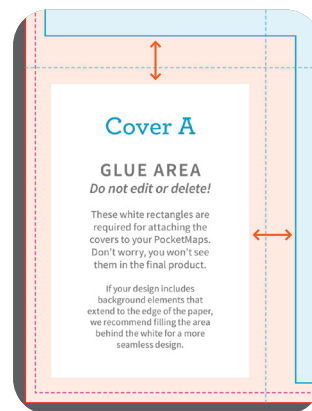 Cover A
GLUE AREA
Do not edit or delete!
These white rectangles are
required for attaching the
covers to your PocketMaps.
Don't worry, you won't see
them in the final product.
If your design includes
background elements that
extend to the edge of the paper,
we recommend filling the area
behind the white for a more
seamless design.